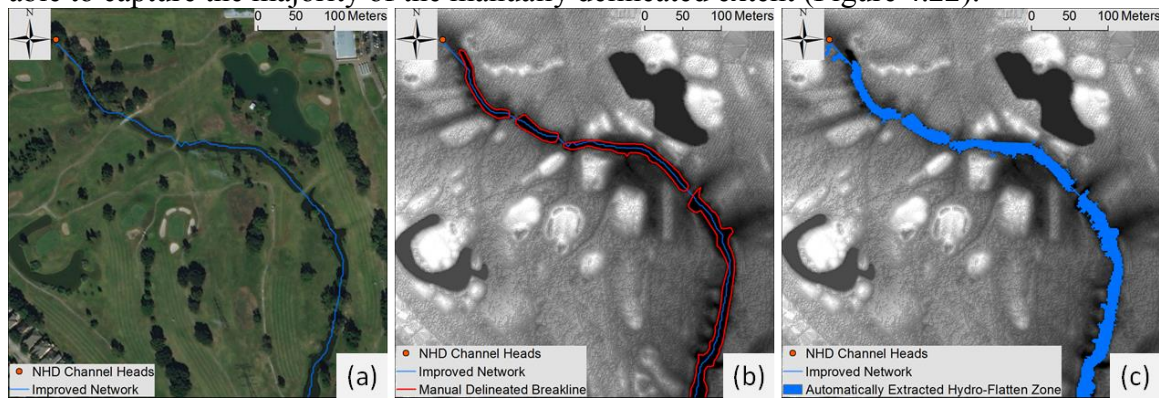 able to capture the majority of the manually delineated extent (Figure 4.22).
0 50 100 Meters
NHD Channel Heads
Improved Network
(a)
0 50 100 Meters
NHD Channel Heads
Improved Network
Manual Delineated Breakline
(b)
0 50 100 Meters
NHD Channel Heads
Improved Network
Automatically Extracted Hydro-Flatten Zone
(c)